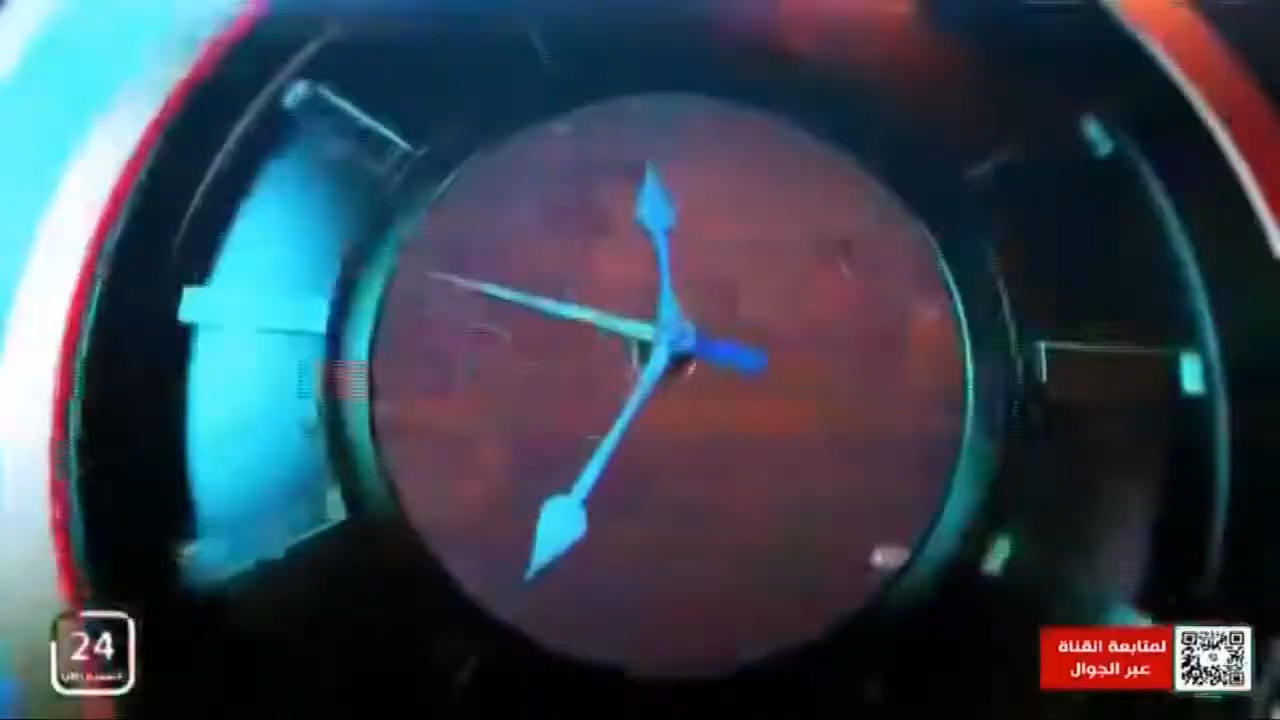 24
لمتابعة القناة
عبر الجوال